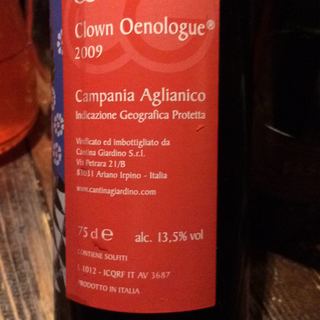 Clown Oenologue®
2009
Campania Aglianico
Indicazione Geografica Protetta
Vinificato ed imbottigliato da
Cantina Giardino S.r.l.
Via Petrara 21/B
83031 Ariano Irpino - Italia
www.cantinagiardino.com
75 cl e alc. 13,5% vol
CONTIENE SOLFITI
L 1012 - ICQRF IT AV 3687
PRODOTTO IN ITALIA